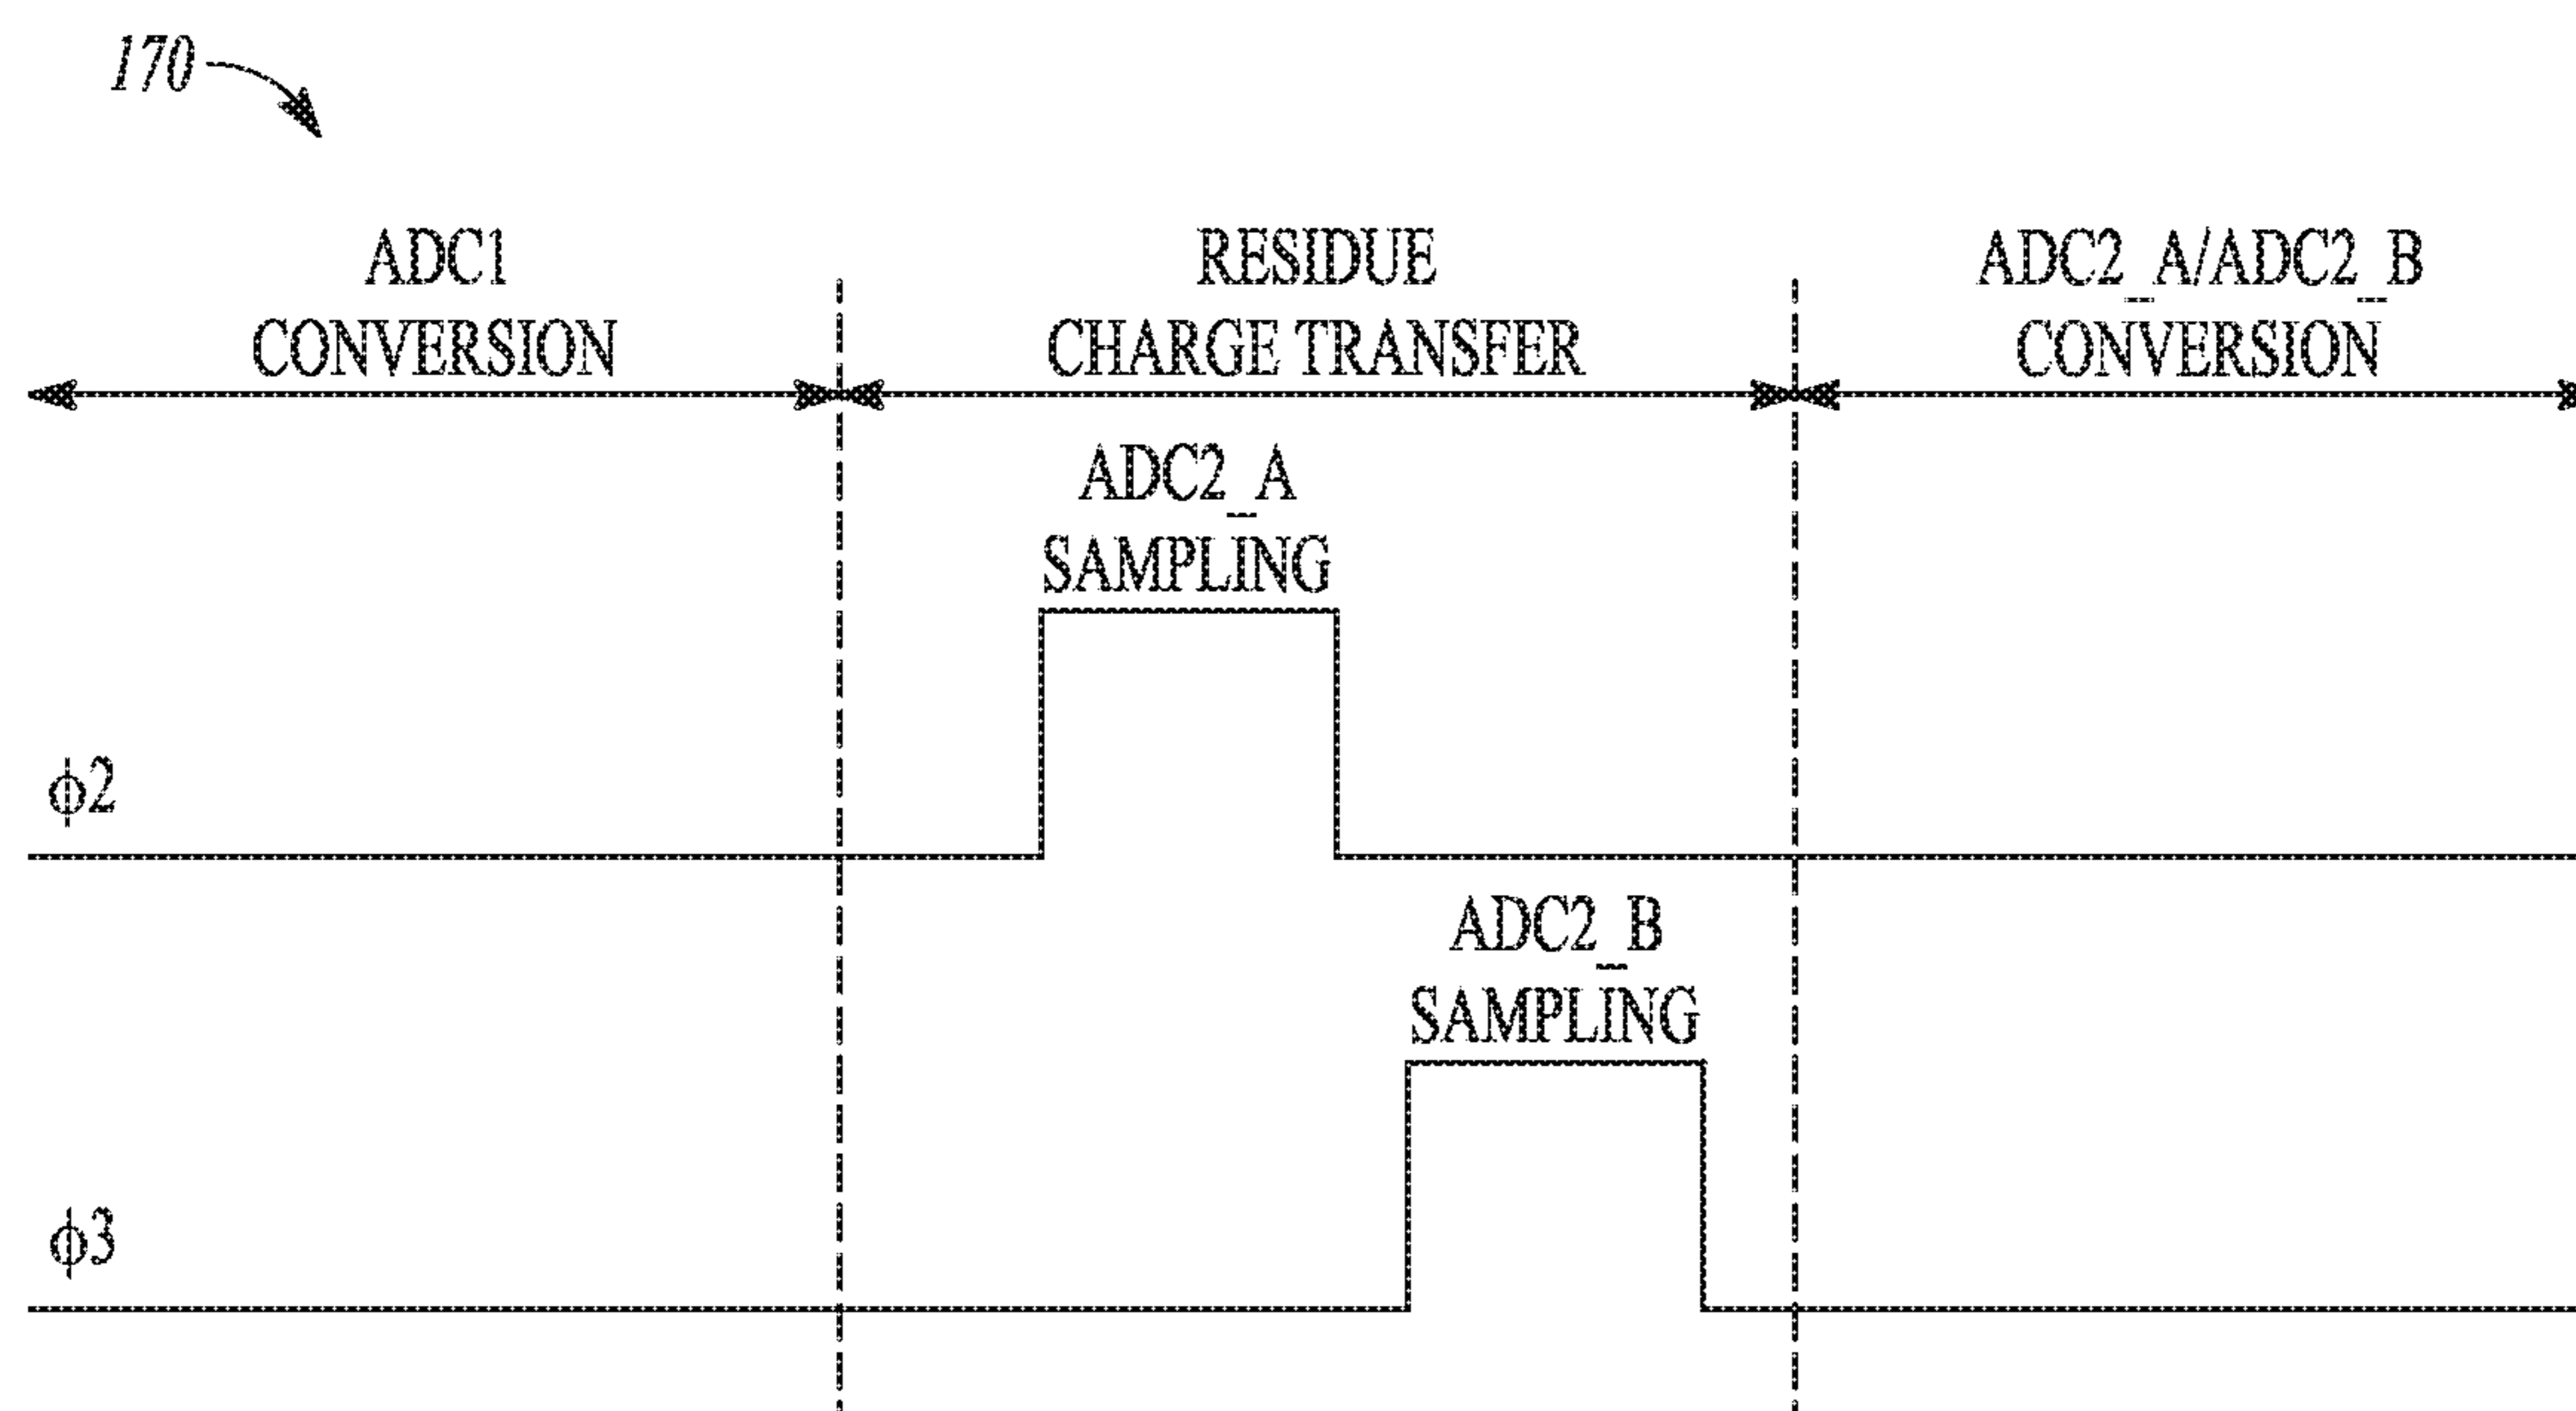 170
ADC1
CONVERSION
RESIDUE
CHARGE TRANSFER
ADC2_A/ADC2_B
CONVERSION
ADC2_A
SAMPLING
ϕ2
ADC2_B
SAMPLING
ϕ3